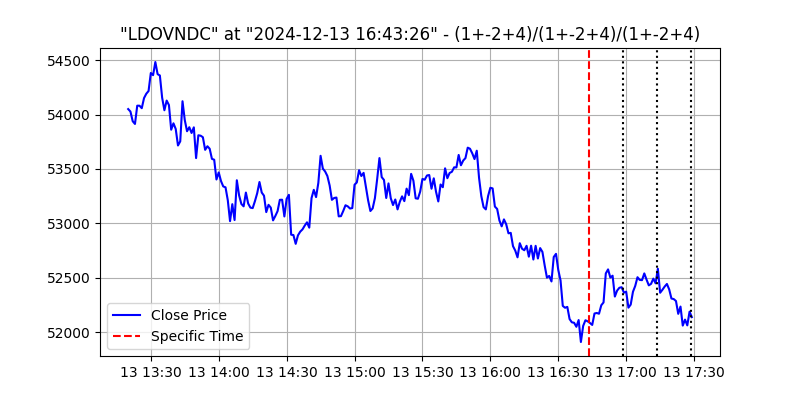 "LDOVNDC" at "2024-12-13 16:43:26" - (1+-2+4)/(1+-2+4)/(1+-2+4)
54500
54000
53500
53000
52500
52000
Close Price
Specific Time
13 13:30 13 14:00 13 14:30 13 15:00 13 15:30 13 16:00 13 16:30 13 17:00 13 17:30